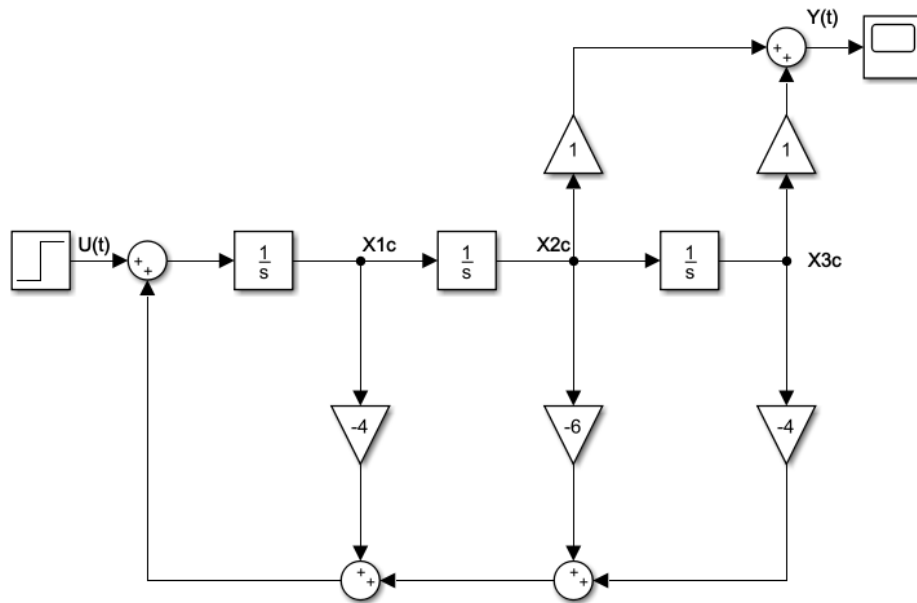 Y(t)
+
+
1
1
U(t)
+
+
1
s
X1c
1
s
X2c
1
s
X3c
-4
-6
-4
+
+
+
+